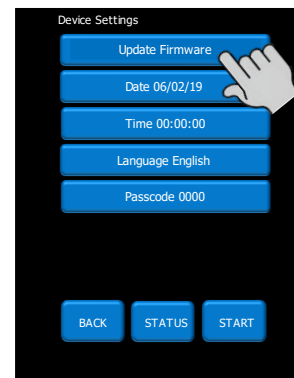 Device Settings
Update Firmware
Date 06/02/19
Time 00:00:00
Language English
Passcode 0000
BACK STATUS START